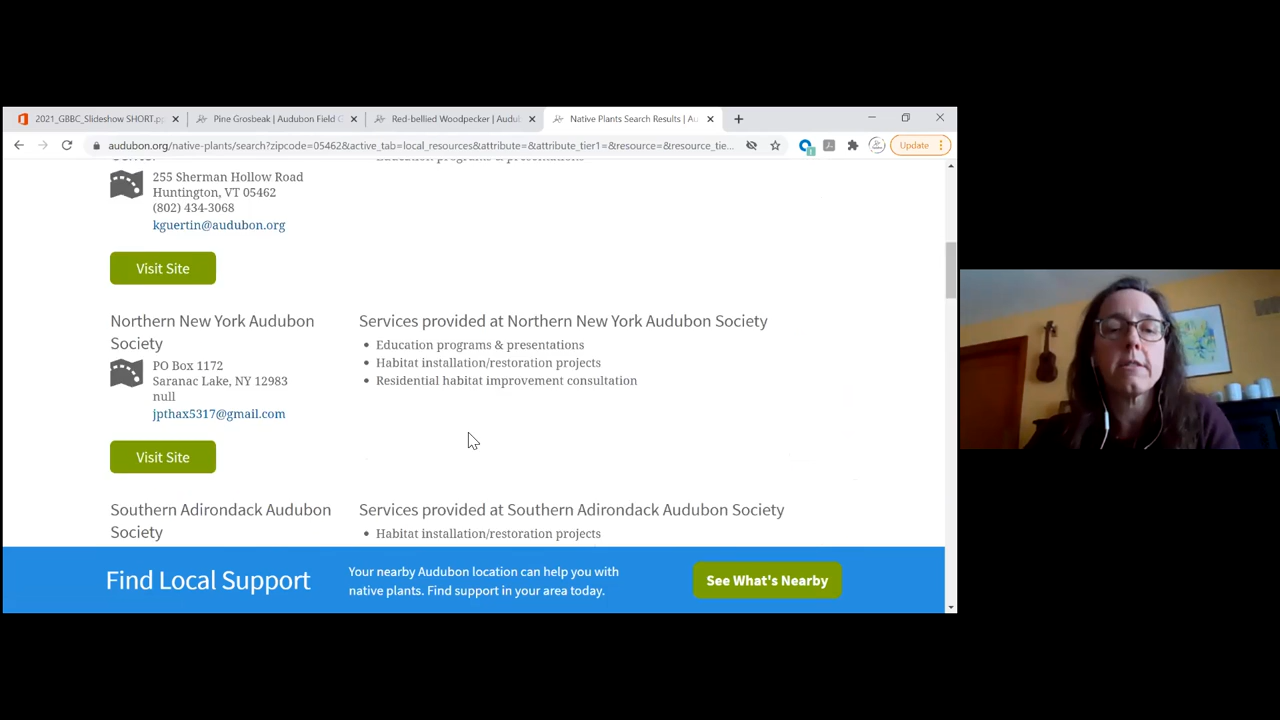 2021_GBBC_Slideshow SHORT.pp
Pine Grosbeak | Audubon Field G
Red-bellied Woodpecker | Audub
Native Plants Search Results | Au
audubon.org/native-plants/search?zipcode=05462&active_tab=local_resources&attribute=&attribute_tier1=&resource=&resource_tie...
Update
Education programs & presentations
255 Sherman Hollow Road
Huntington, VT 05462
(802) 434-3068
kguertin@audubon.org
Visit Site
Northern New York Audubon
Society
PO Box 1172
Saranac Lake, NY 12983
null
jpthax5317@gmail.com
Visit Site
Services provided at Northern New York Audubon Society
• Education programs & presentations
• Habitat installation/restoration projects
• Residential habitat improvement consultation
Southern Adirondack Audubon
Society
Services provided at Southern Adirondack Audubon Society
• Habitat installation/restoration projects
Find Local Support
Your nearby Audubon location can help you with
native plants. Find support in your area today.
See What's Nearby